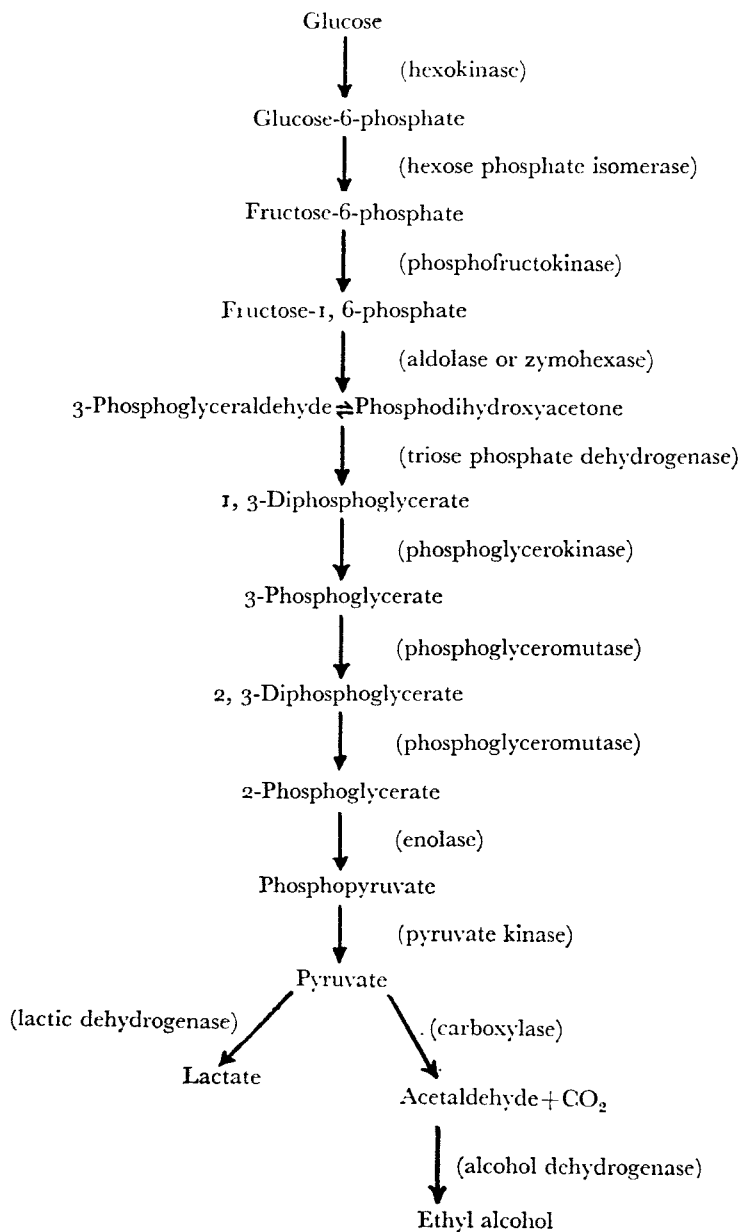 Glucose
(hexokinase)
Glucose-6-phosphate
(hexose phosphate isomerase)
Fructose-6-phosphate
(phosphofructokinase)
Fructose-1, 6-phosphate
(aldolase or zymohexase)
3-Phosphoglyceraldehyde ⇌ Phosphodihydroxyacetone
(triose phosphate dehydrogenase)
1, 3-Diphosphoglycerate
(phosphoglycerokinase)
3-Phosphoglycerate
(phosphoglyceromutase)
2, 3-Diphosphoglycerate
(phosphoglyceromutase)
2-Phosphoglycerate
(enolase)
Phosphopyruvate
(pyruvate kinase)
Pyruvate
(lactic dehydrogenase)
(carboxylase)
Lactate
Acetaldehyde+CO₂
(alcohol dehydrogenase)
Ethyl alcohol